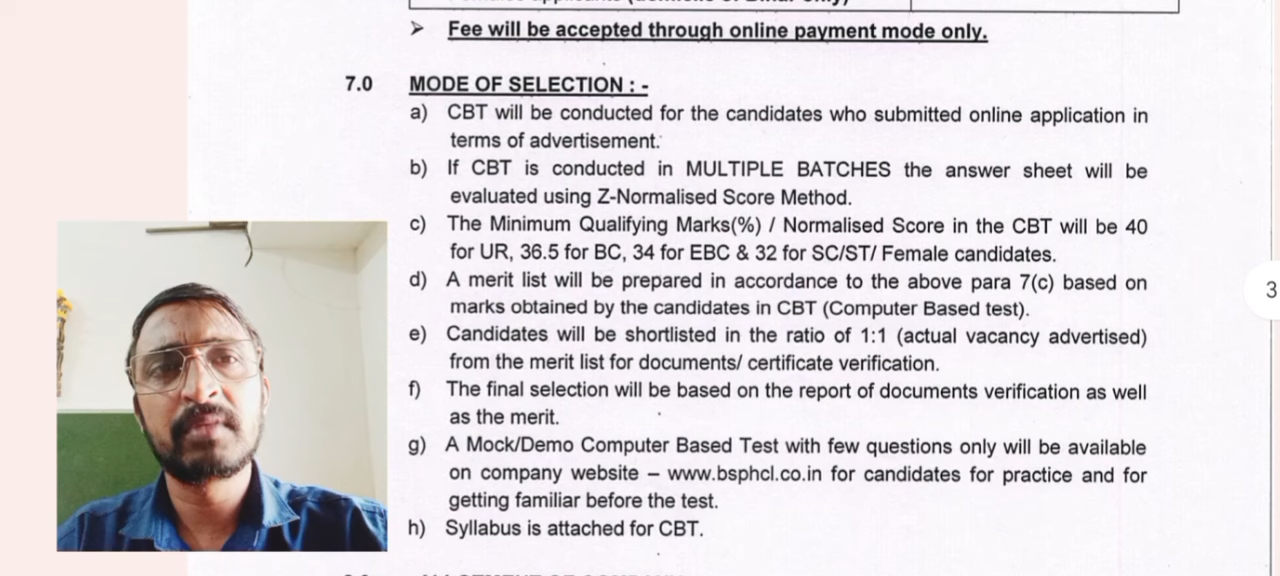 ➢ Fee will be accepted through online payment mode only.
7.0 MODE OF SELECTION : -
a) CBT will be conducted for the candidates who submitted online application in
terms of advertisement.
b) If CBT is conducted in MULTIPLE BATCHES the answer sheet will be
evaluated using Z-Normalised Score Method.
c) The Minimum Qualifying Marks(%) / Normalised Score in the CBT will be 40
for UR, 36.5 for BC, 34 for EBC & 32 for SC/ST/ Female candidates.
d) A merit list will be prepared in accordance to the above para 7(c) based on
marks obtained by the candidates in CBT (Computer Based test).
e) Candidates will be shortlisted in the ratio of 1:1 (actual vacancy advertised)
from the merit list for documents/ certificate verification.
f) The final selection will be based on the report of documents verification as well
as the merit.
g) A Mock/Demo Computer Based Test with few questions only will be available
on company website – www.bsphcl.co.in for candidates for practice and for
getting familiar before the test.
h) Syllabus is attached for CBT.
3